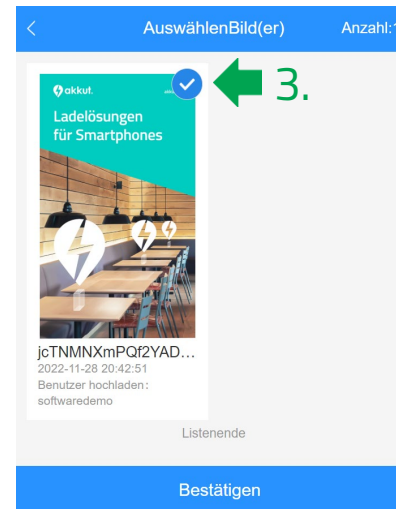 AuswählenBild(er)
Anzahl:
akkut.
3.
Ladelösungen
für Smartphones
jcTNMNXmPQf2YAD...
2022-11-28 20:42:51
Benutzer hochladen:
softwaredemo
Listenende
Bestätigen